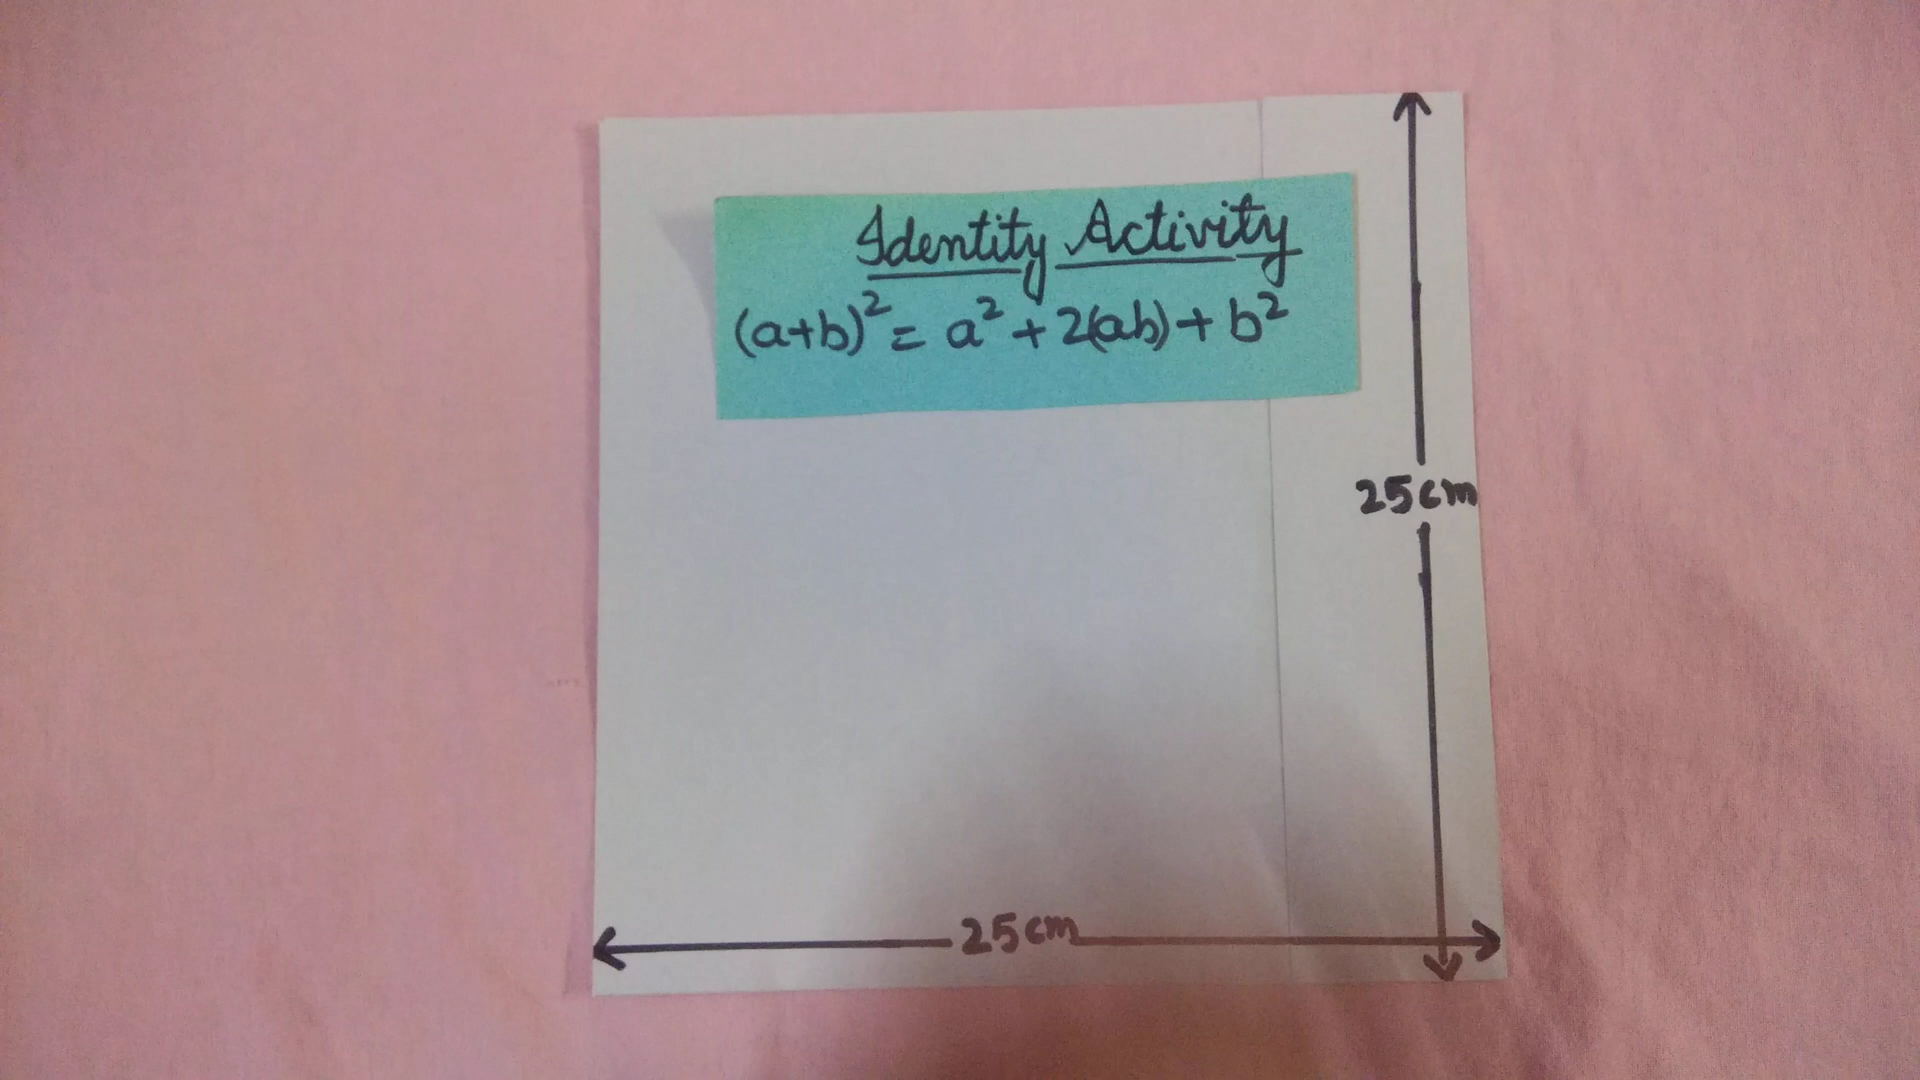 Identity Activity
(a+b)² = a² + 2(ab) + b²
25cm
25cm